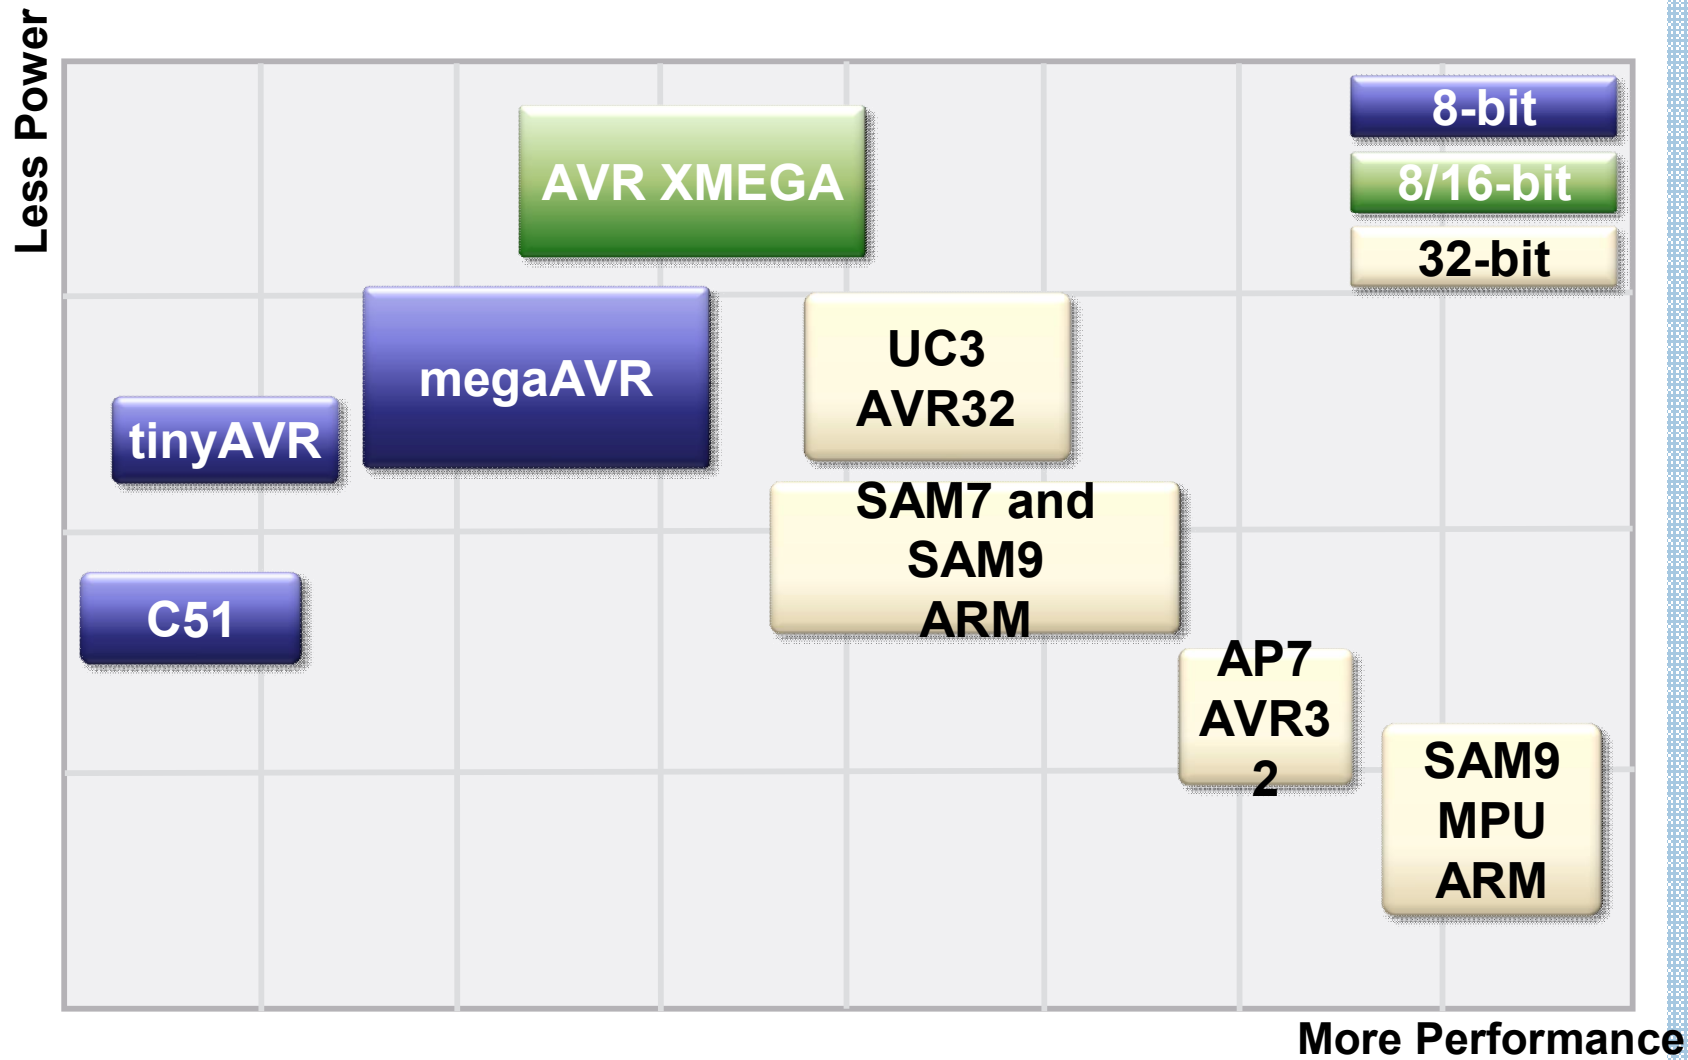 Less Power
8-bit
AVR XMEGA
8/16-bit
32-bit
megaAVR
UC3
AVR32
tinyAVR
SAM7 and
SAM9
ARM
C51
AP7
AVR3
2
SAM9
MPU
ARM
More Performance